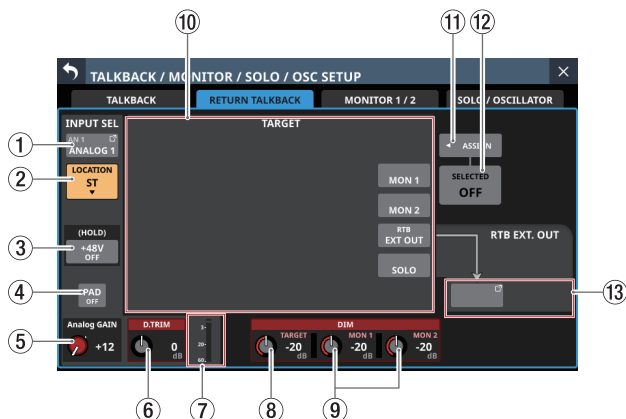 ⑩ ⑪ ⑫
TALKBACK / MONITOR / SOLO / OSC SETUP
TALKBACK RETURN TALKBACK MONITOR 1 / 2 SOLO / OSCILLATOR
INPUT SEL TARGET
① AN 1
ANALOG 1
ASSIGN
② LOCATION
ST
SELECTED
OFF
MON 1
MON 2
(HOLD)
③ +48V
OFF
RTB
EXT OUT
RTB EXT. OUT
SOLO
④ PAD
OFF
⑬
Analog GAIN D.TRIM DIM
⑤ +12
0
dB
3-
20-
60-
TARGET
-20
dB
MON 1
-20
dB
MON 2
-20
dB
⑥ ⑦ ⑧ ⑨